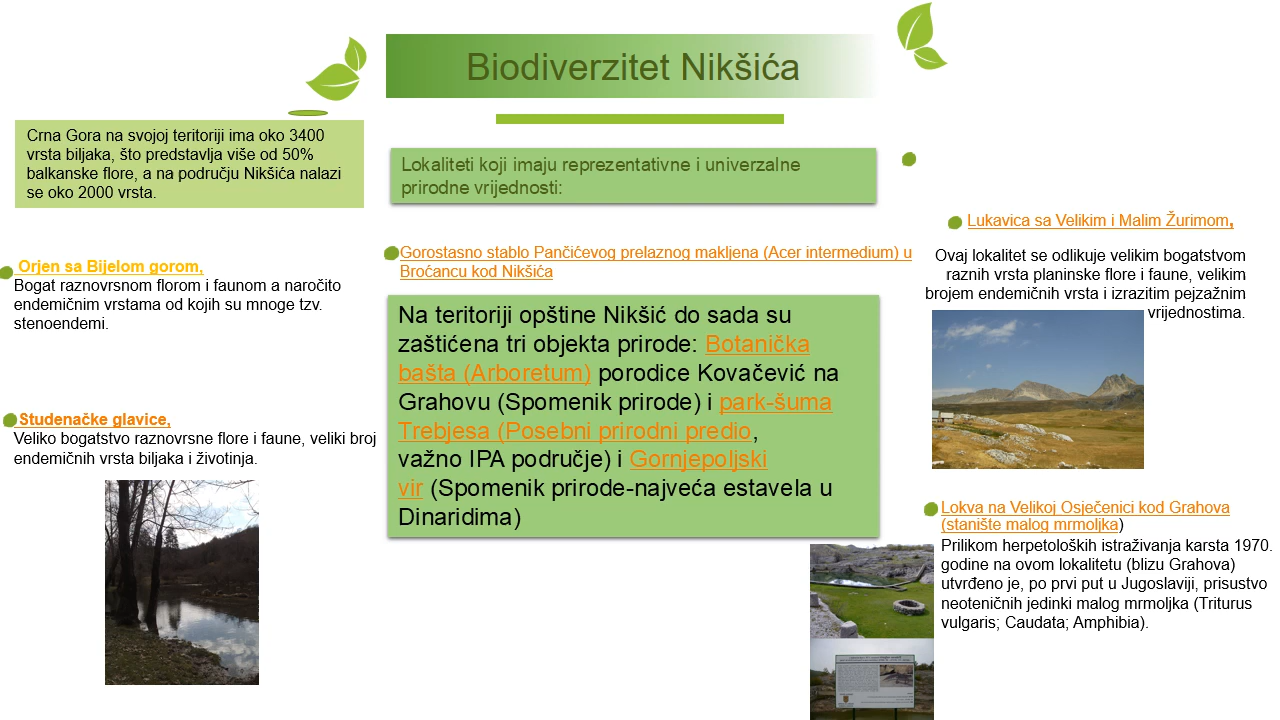 Biodiverzitet Nikšića
Crna Gora na svojoj teritoriji ima oko 3400
vrsta biljaka, što predstavlja više od 50%
balkanske flore, a na području Nikšića nalazi
se oko 2000 vrsta.
Orjen sa Bijelom gorom,
Bogat raznovrsnom florom i faunom a naročito
endemičnim vrstama od kojih su mnoge tzv.
stenoendemi.
Studenačke glavice,
Veliko bogatstvo raznovrsne flore i faune, veliki broj
endemičnih vrsta biljaka i životinja.
Lokaliteti koji imaju reprezentativne i univerzalne
prirodne vrijednosti:
Gorostasno stablo Pančićevog prelaznog makljena (Acer intermedium) u
Broćancu kod Nikšića
Na teritoriji opštine Nikšić do sada su
zaštićena tri objekta prirode: Botanička
bašta (Arboretum) porodice Kovačević na
Grahovu (Spomenik prirode) i park-šuma
Trebjesa (Posebni prirodni predio,
važno IPA područje) i Gornjepoljski
vir (Spomenik prirode-najveća estavela u
Dinaridima)
Lukavica sa Velikim i Malim Žurimom,
Ovaj lokalitet se odlikuje velikim bogatstvom
raznih vrsta planinske flore i faune, velikim
brojem endemičnih vrsta i izrazitim pejzažnim
vrijednostima.
Lokva na Velikoj Osječenici kod Grahova
(stanište malog mrmoljka)
Prilikom herpetoloških istraživanja karsta 1970.
godine na ovom lokalitetu (blizu Grahova)
utvrđeno je, po prvi put u Jugoslaviji, prisustvo
neoteničnih jedinki malog mrmoljka (Triturus
vulgaris; Caudata; Amphibia).